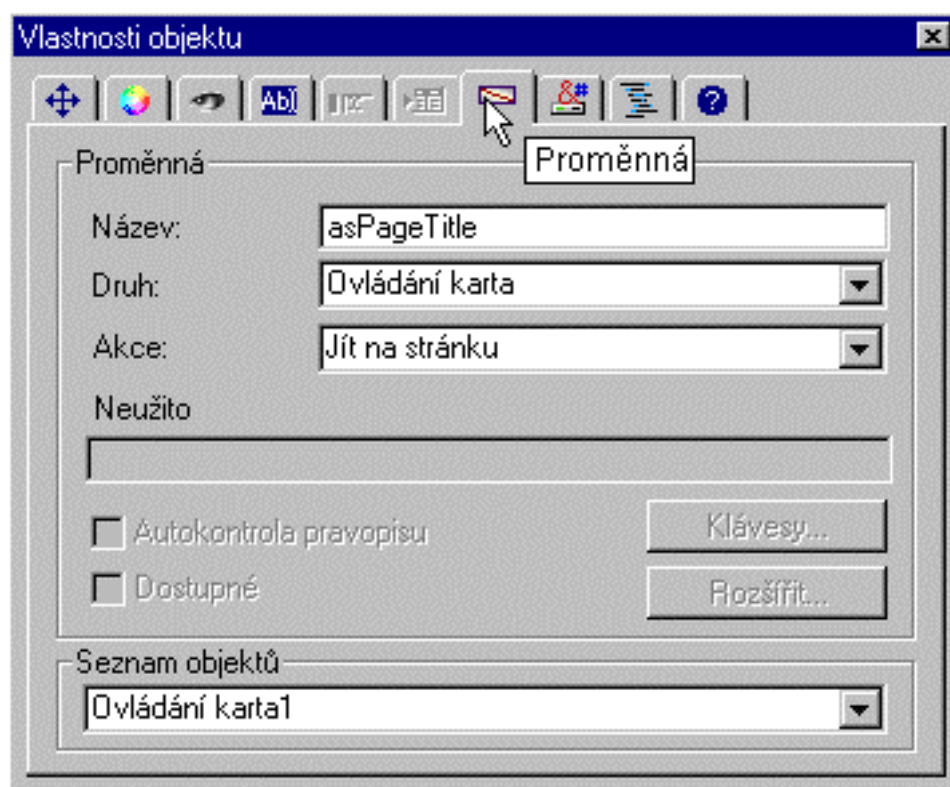 Vlastnosti objektu
Ab
&#
?
Proměnná
Proměnná
Název: asPageTitle
Druh: Ovládání karta
Akce: Jít na stránku
Neužito
Autokontrola pravopisu Klávesy...
Dostupné Rozšířit...
Seznam objektů
Ovládání karta1